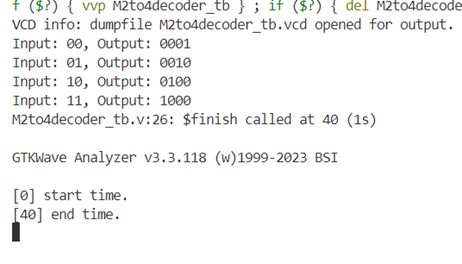 f ($?) { vvp M2to4decoder_tb } ; if ($?) { del M2to4decode
VCD info: dumpfile M2to4decoder_tb.vcd opened for output.
Input: 00, Output: 0001
Input: 01, Output: 0010
Input: 10, Output: 0100
Input: 11, Output: 1000
M2to4decoder_tb.v:26: $finish called at 40 (1s)
GTKWave Analyzer v3.3.118 (w)1999-2023 BSI
[0] start time.
[40] end time.